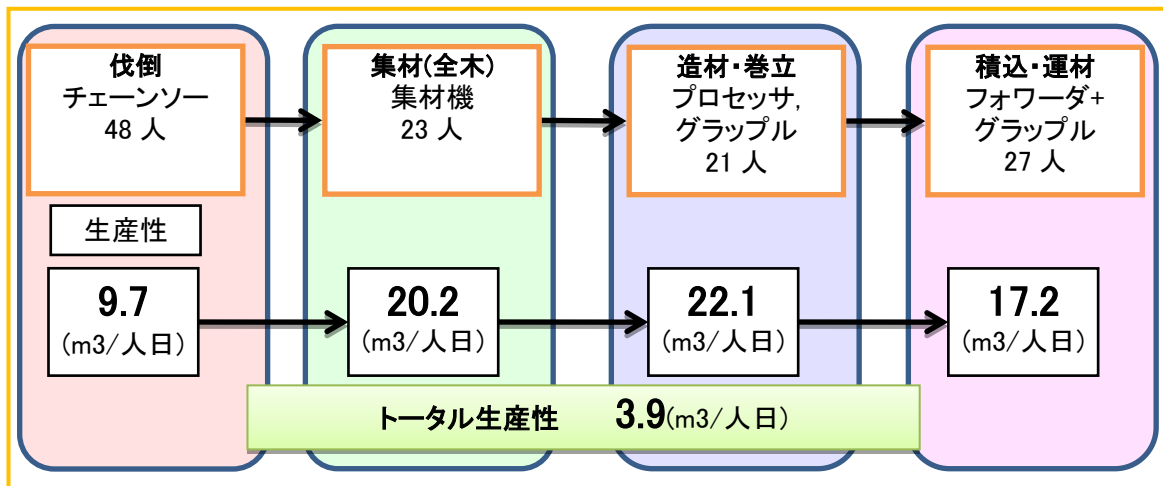 伐倒
チェーンソー
48 人
集材(全木)
集材機
23 人
造材・巻立
プロセッサ,
グラップル
21 人
積込・運材
フォワーダ+
グラップル
27 人
生産性
9.7
(m3/人日)
20.2
(m3/人日)
22.1
(m3/人日)
17.2
(m3/人日)
トータル生産性 3.9(m3/人日)